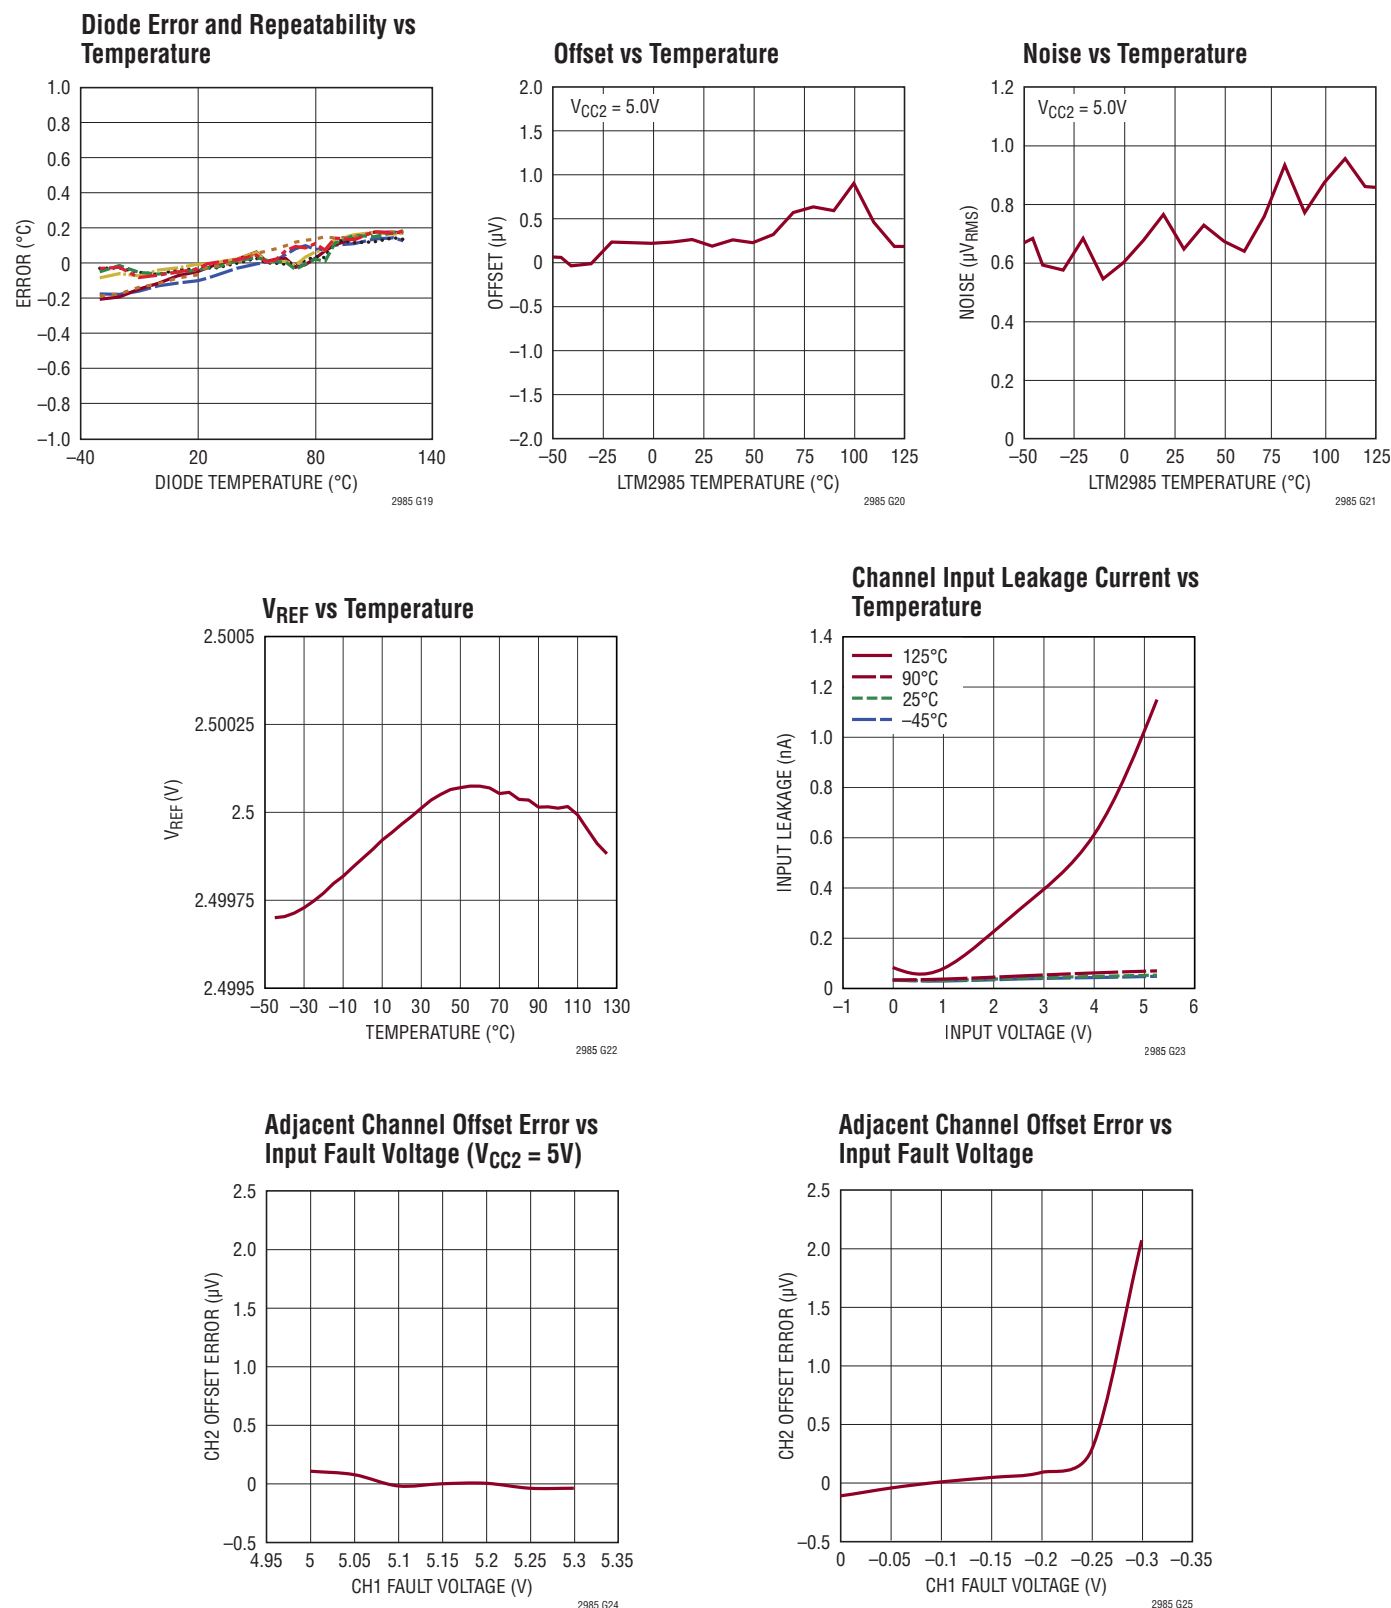 Diode Error and Repeatability vs
Temperature
1.0
0.8
0.6
0.4
0.2
0
–0.2
–0.4
–0.6
–0.8
–1.0
ERROR (°C)
–40
20
80
140
DIODE TEMPERATURE (°C)
2985 G19
Offset vs Temperature
VCC2 = 5.0V
2.0
1.5
1.0
0.5
0
–0.5
–1.0
–1.5
–2.0
OFFSET (µV)
–50
–25
0
25
50
75
100
125
LTM2985 TEMPERATURE (°C)
2985 G20
Noise vs Temperature
VCC2 = 5.0V
1.2
1.0
0.8
0.6
0.4
0.2
0
NOISE (µVRMS)
–50
–25
0
25
50
75
100
125
LTM2985 TEMPERATURE (°C)
2985 G21
VREF vs Temperature
2.5005
2.50025
2.5
2.49975
2.4995
VREF (V)
–50
–30
–10
10
30
50
70
90
110
130
TEMPERATURE (°C)
2985 G22
Channel Input Leakage Current vs
Temperature
1.4
1.2
1.0
0.8
0.6
0.4
0.2
0
INPUT LEAKAGE (nA)
125°C
90°C
25°C
–45°C
–1
0
1
2
3
4
5
6
INPUT VOLTAGE (V)
2985 G23
Adjacent Channel Offset Error vs
Input Fault Voltage (VCC2 = 5V)
2.5
2.0
1.5
1.0
0.5
0
–0.5
CH2 OFFSET ERROR (µV)
4.95
5
5.05
5.1
5.15
5.2
5.25
5.3
5.35
CH1 FAULT VOLTAGE (V)
2985 G24
Adjacent Channel Offset Error vs
Input Fault Voltage
2.5
2.0
1.5
1.0
0.5
0
–0.5
CH2 OFFSET ERROR (µV)
0
–0.05
–0.1
–0.15
–0.2
–0.25
–0.3
–0.35
CH1 FAULT VOLTAGE (V)
2985 G25